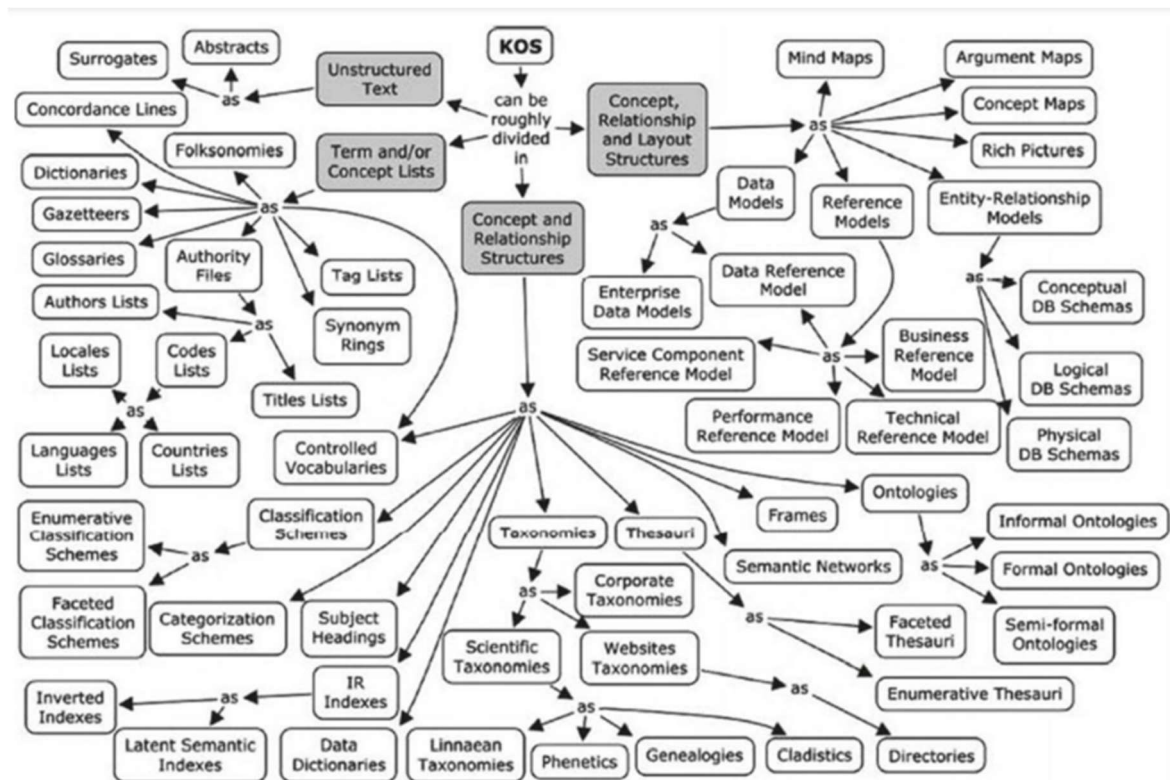 KOS
can be
roughly
divided
in
Unstructured
Text
as
Surrogates
Abstracts
Term and/or
Concept Lists
as
Concordance Lines
Folksonomies
Dictionaries
Gazetteers
Glossaries
Authority
Files
Tag Lists
Synonym
Rings
as
Authors Lists
Codes
Lists
Titles Lists
as
Locales
Lists
Languages
Lists
Countries
Lists
Controlled
Vocabularies
Concept,
Relationship
and Layout
Structures
as
Mind Maps
Argument Maps
Concept Maps
Rich Pictures
Data
Models
Reference
Models
Entity-Relationship
Models
as
Enterprise
Data Models
Data Reference
Model
as
Service Component
Reference Model
Business
Reference
Model
Performance
Reference Model
Technical
Reference Model
as
Conceptual
DB Schemas
Logical
DB Schemas
Physical
DB Schemas
Concept and
Relationship
Structures
as
Classification
Schemes
as
Enumerative
Classification
Schemes
Faceted
Classification
Schemes
Categorization
Schemes
Subject
Headings
IR
Indexes
as
Inverted
Indexes
Latent Semantic
Indexes
Data
Dictionaries
Taxonomies
as
Corporate
Taxonomies
Scientific
Taxonomies
Websites
Taxonomies
as
Linnaean
Taxonomies
Phenetics
Genealogies
Cladistics
as
Directories
Thesauri
as
Faceted
Thesauri
Enumerative Thesauri
Semantic Networks
Frames
Ontologies
as
Informal Ontologies
Formal Ontologies
Semi-formal
Ontologies